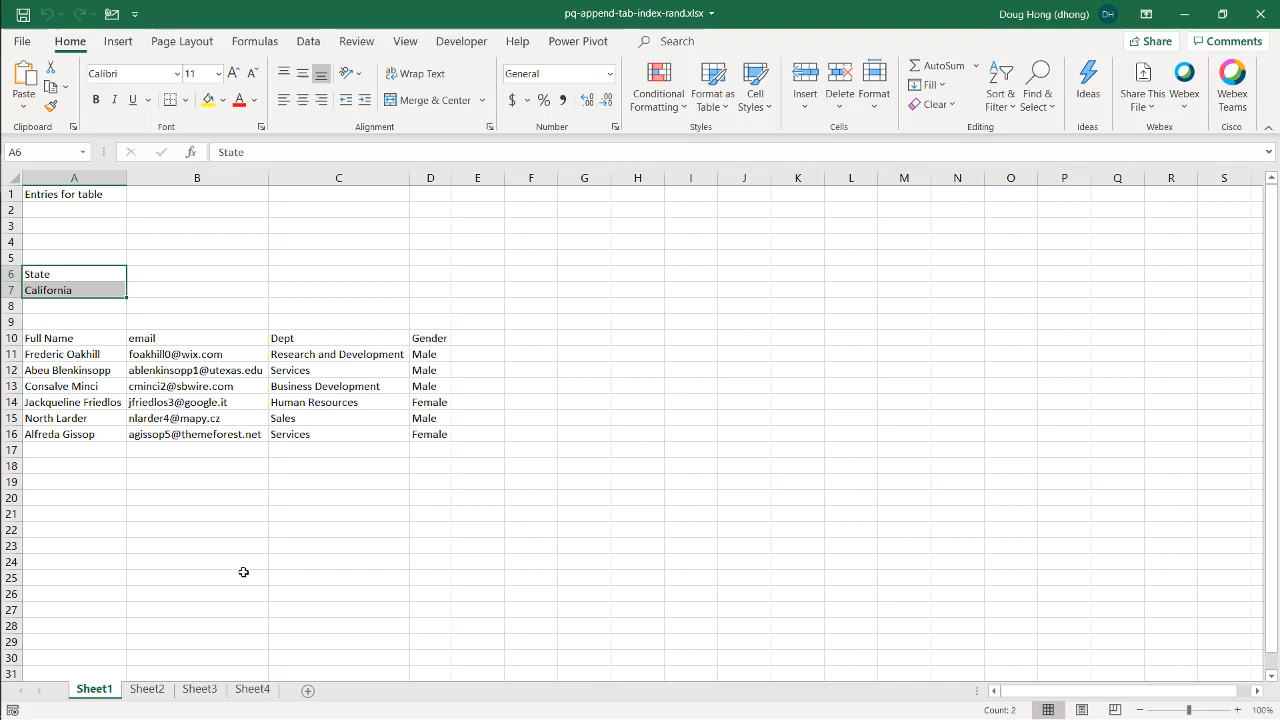 pq-append-tab-index-rand.xlsx
Doug Hong (dhong) DH
File Home Insert Page Layout Formulas Data Review View Developer Help Power Pivot Search Share Comments
Paste
Calibri 11
B I U A
Wrap Text
Merge & Center
General
$ %
Conditional Formatting
Format as Table
Cell Styles
Insert
Delete
Format
AutoSum
Fill
Clear
Sort & Filter
Find & Select
Ideas
Share This File
Webex
Webex Teams
Clipboard Font Alignment Number Styles Cells Editing Ideas Webex Cisco
A6 fx State
A B C D E F G H I J K L M N O P Q R S
1 Entries for table
2
3
4
5
6 State
7 California
8
9
10 Full Name email Dept Gender
11 Frederic Oakhill foakhill0@wix.com Research and Development Male
12 Abeu Blenkinsopp ablenkinsopp1@utexas.edu Services Male
13 Consalve Minci cminci2@sbwire.com Business Development Male
14 Jackqueline Friedlos jfriedlos3@google.it Human Resources Female
15 North Larder nlarder4@mapy.cz Sales Male
16 Alfreda Gissop agissop5@themeforest.net Services Female
17
18
19
20
21
22
23
24
25
26
27
28
29
30
31
Sheet1 Sheet2 Sheet3 Sheet4
Count: 2 100%